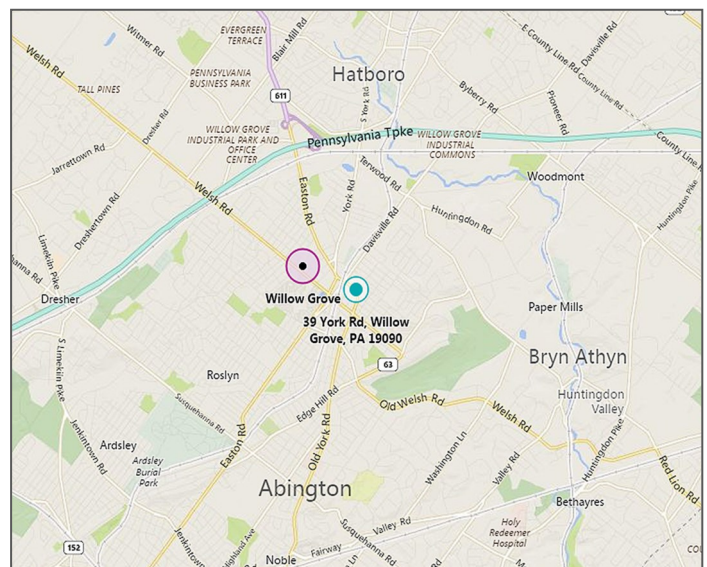 EVERGREEN
TERRACE
Blair Mill Rd
Witmer Rd
Welsh Rd
E County Line Rd
County Line Rd
Davisville Rd
Hatboro
PENNSYLVANIA
BUSINESS PARK
TALL PINES
611
S York Rd
Byberry Rd
Pioneer Rd
Dresher Rd
WILLOW GROVE
INDUSTRIAL PARK AND
OFFICE
CENTER
Pennsylvania Tpke
WILLOW GROVE
INDUSTRIAL
COMMONS
County Line
Jarrettown Rd
Terwood Rd
Woodmont
Welsh Rd
Easton Rd
York Rd
Huntingdon Pike
Dreshertown Rd
Davisville Rd
Huntingdon Rd
Limekiln Pike
hanna Rd
Dresher
Willow Grove
39 York Rd, Willow
Grove, PA 19090
Paper Mills
Bryn Athyn
S Limekiln Pike
63
Roslyn
Old Welsh Rd
Welsh Rd
Huntingdon
Valley
Susquehanna Rd
Edge Hill Rd
Jenkintown Rd
Ardsley
Ardsley
Burial
Park
Easton Rd
Old York Rd
Washington Ln
Valley Rd
Huntingdon Pike
Red Lion Rd
Abington
Bethayres
Susquehanna Rd
Valley Rd
Holy
Redeemer
Hospital
152
Jenkintown
Highland Ave
Noble
Fairway